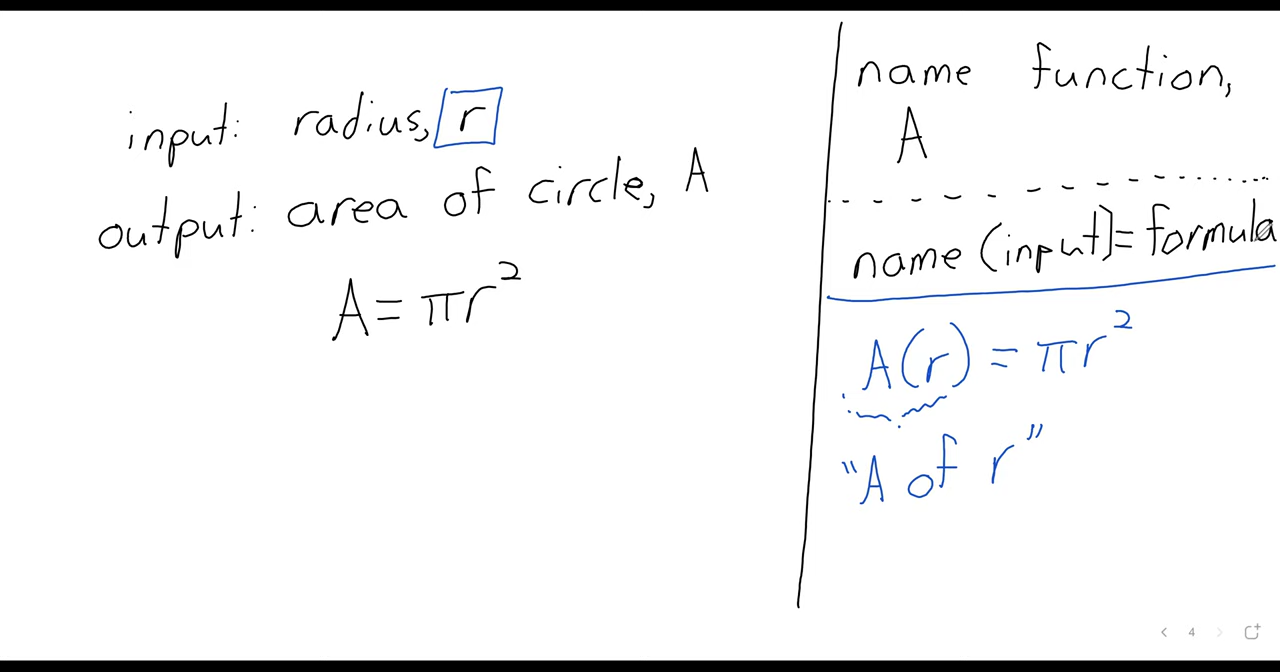 input: radius, r
output: area of circle, A
A = πr²
name function,
A
name (input) = formula
A(r) = πr²
"A of r"
4